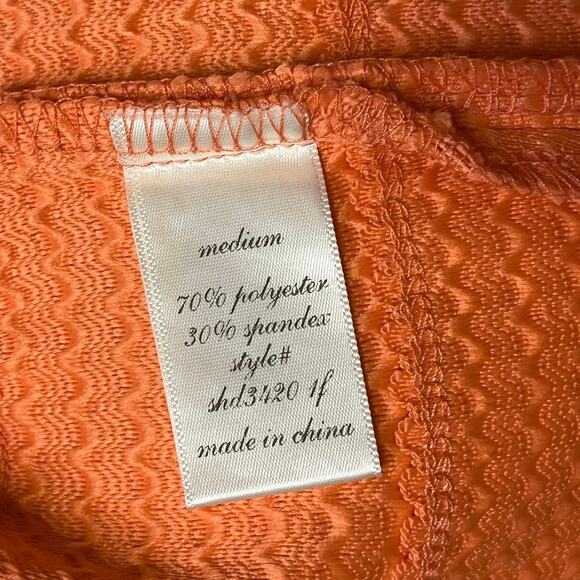 medium
70% polyester
30% spandex
style#
shd3420 1f
made in china